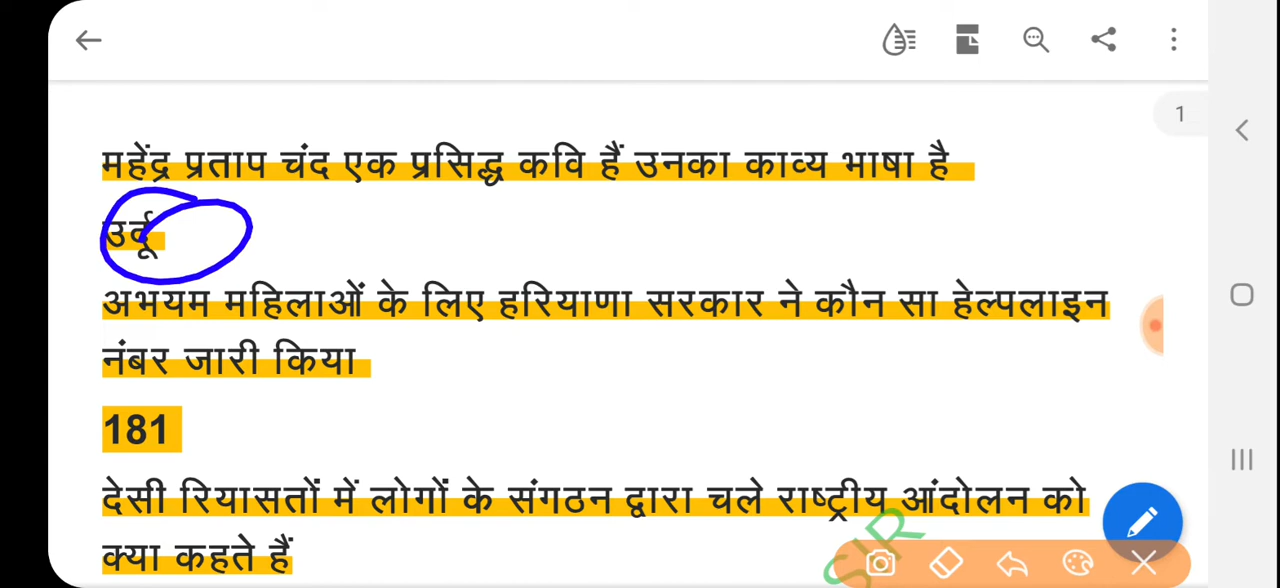 1
महेंद्र प्रताप चंद एक प्रसिद्ध कवि हैं उनका काव्य भाषा है
उर्दू
अभयम महिलाओं के लिए हरियाणा सरकार ने कौन सा हेल्पलाइन
नंबर जारी किया
181
देसी रियासतों में लोगों के संगठन द्वारा चले राष्ट्रीय आंदोलन को
क्या कहते हैं
SIR